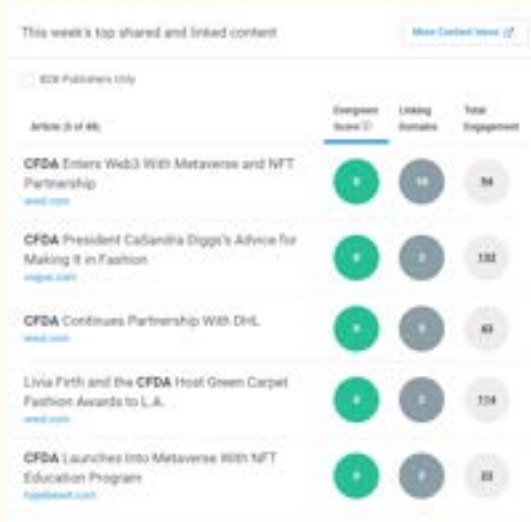 This week's top shared and linked content
More Content Ideas
B2B Publishers Only
Evergreen Linking Total
Article (5 of 48) Score Domains Engagement
CFDA Enters Web3 With Metaverse and NFT
Partnership
wwd.com
54
CFDA President CaSandra Diggs's Advice for
Making It in Fashion
vogue.com
132
CFDA Continues Partnership With DHL
wwd.com
Livia Firth and the CFDA Host Green Carpet
Fashion Awards to L.A.
wwd.com
114
CFDA Launches Into Metaverse With NFT
Education Program
hypebeast.com